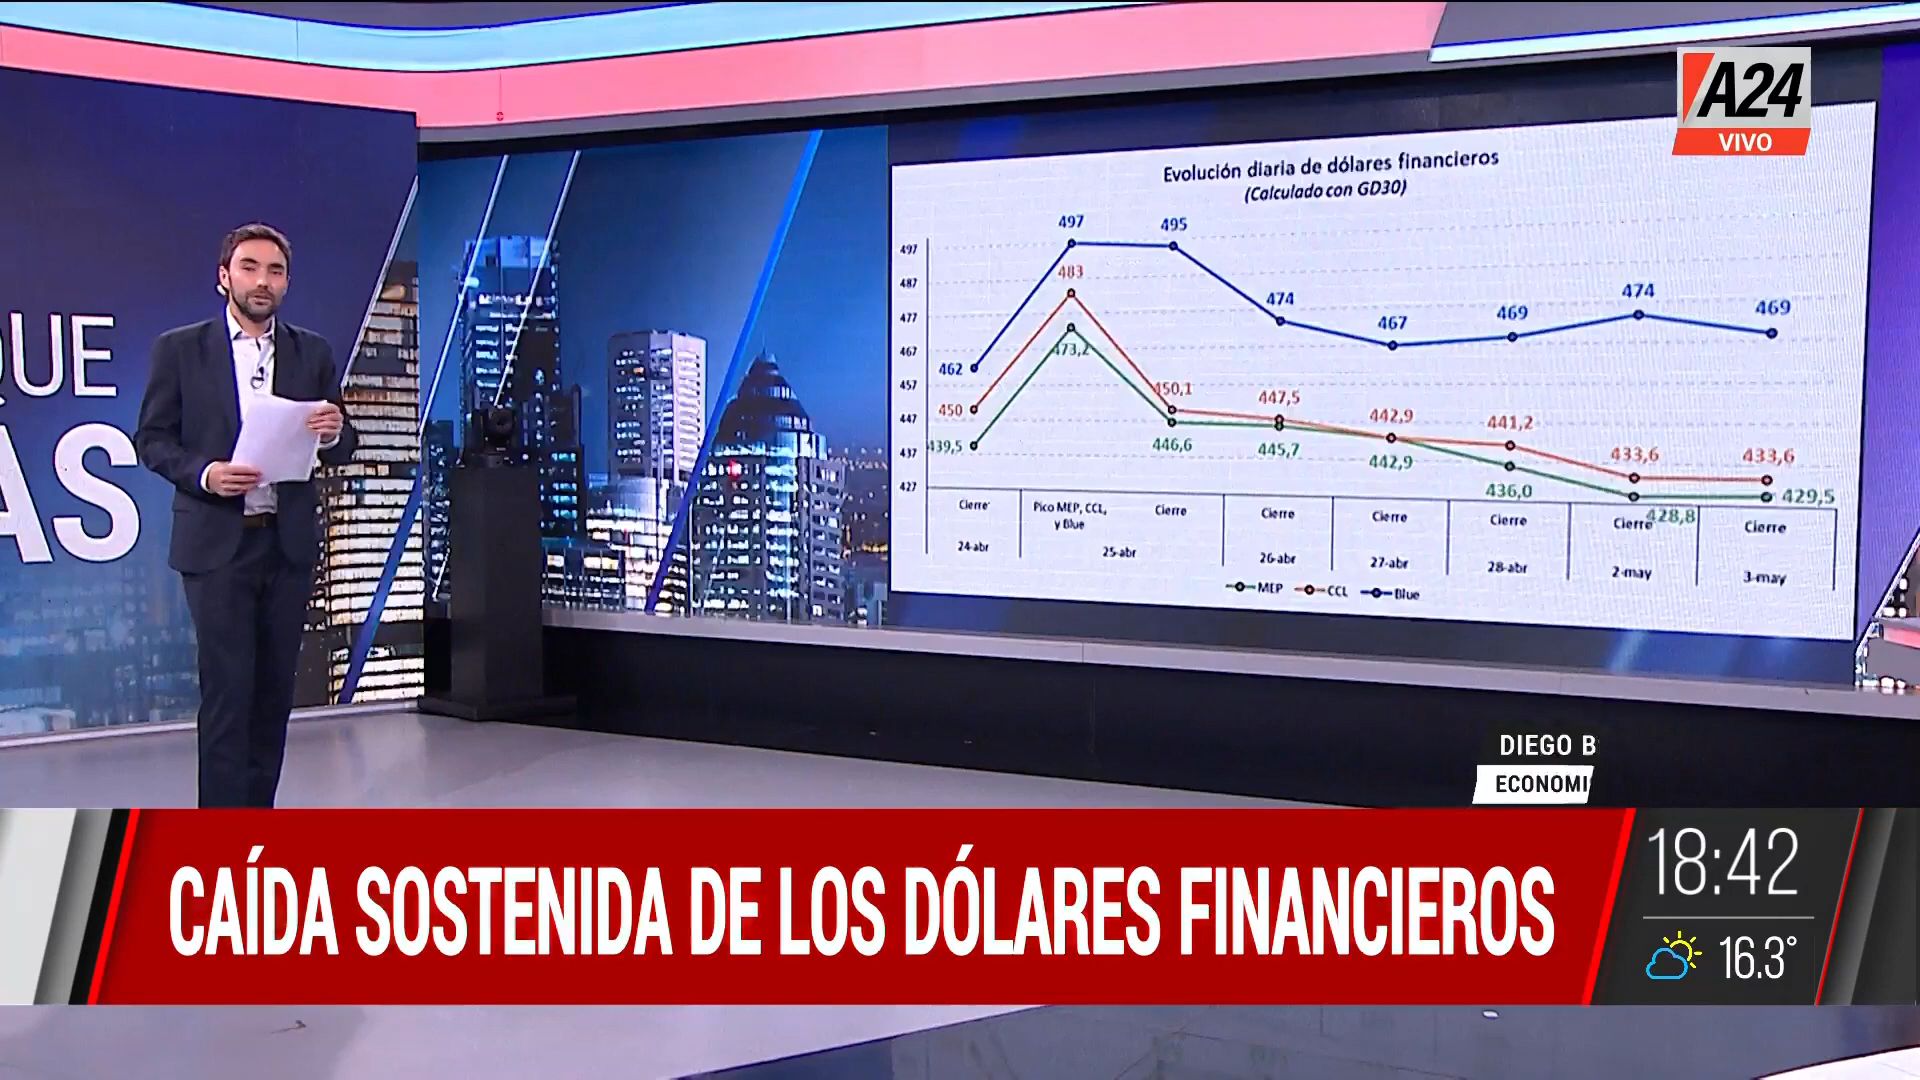 A24
VIVO
QUE
AS
Evolución diaria de dólares financieros
(Calculado con GD30)
497
487
477
467
457
447
437
427
462
497
495
474
467
469
474
469
450
483
450,1
447,5
442,9
441,2
433,6
433,6
439,5
473,2
446,6
445,7
442,9
436,0
428,8
429,5
Cierre
Pico MEP, CCL,
y Blue
Cierre
Cierre
Cierre
Cierre
Cierre
Cierre
24-abr
25-abr
26-abr
27-abr
28-abr
2-may
3-may
MEP CCL Blue
DIEGO B
ECONOMI
CAÍDA SOSTENIDA DE LOS DÓLARES FINANCIEROS
18:42
16.3°